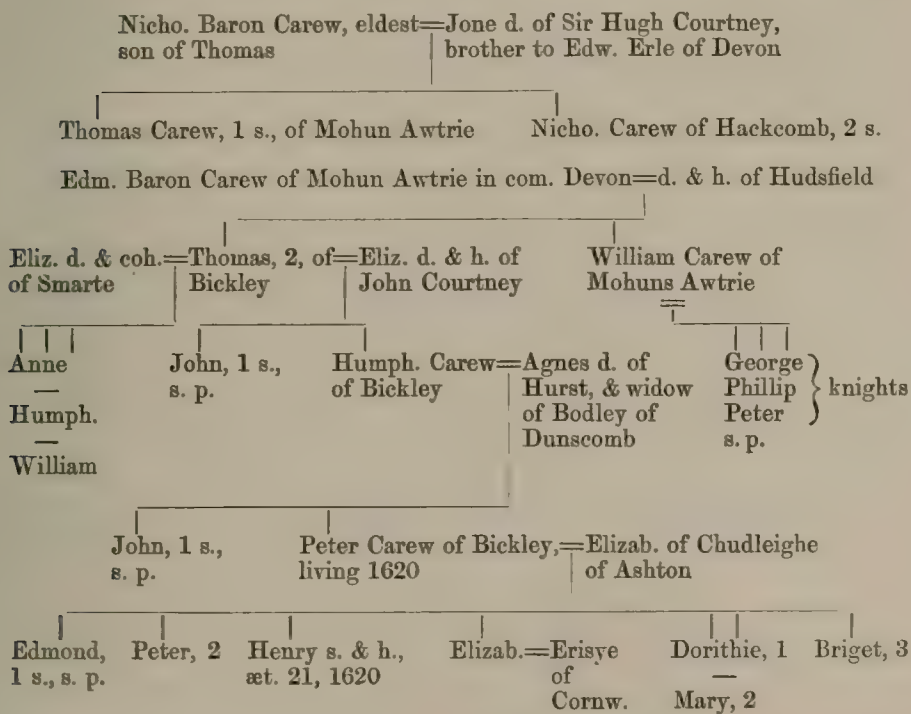 Nicho. Baron Carew, eldest=Jone d. of Sir Hugh Courtney,
son of Thomas brother to Edw. Erle of Devon
Thomas Carew, 1 s., of Mohun Awtrie Nicho. Carew of Hackcomb, 2 s.
Edm. Baron Carew of Mohun Awtrie in com. Devon=d. & h. of Hudsfield
Eliz. d. & coh.=Thomas, 2, of=Eliz. d. & h. of William Carew of
of Smarte Bickley John Courtney Mohuns Awtrie
=
Anne John, 1 s., Humph. Carew=Agnes d. of George
— s. p. of Bickley Hurst, & widow Phillip } knights
Humph. of Bodley of Peter
— Dunscomb s. p.
William
John, 1 s., Peter Carew of Bickley,=Elizab. of Chudleighe
s. p. living 1620 of Ashton
Edmond, Peter, 2 Henry s. & h., Elizab.=Erisye Dorithie, 1 Briget, 3
1 s., s. p. æt. 21, 1620 of —
Cornw. Mary, 2